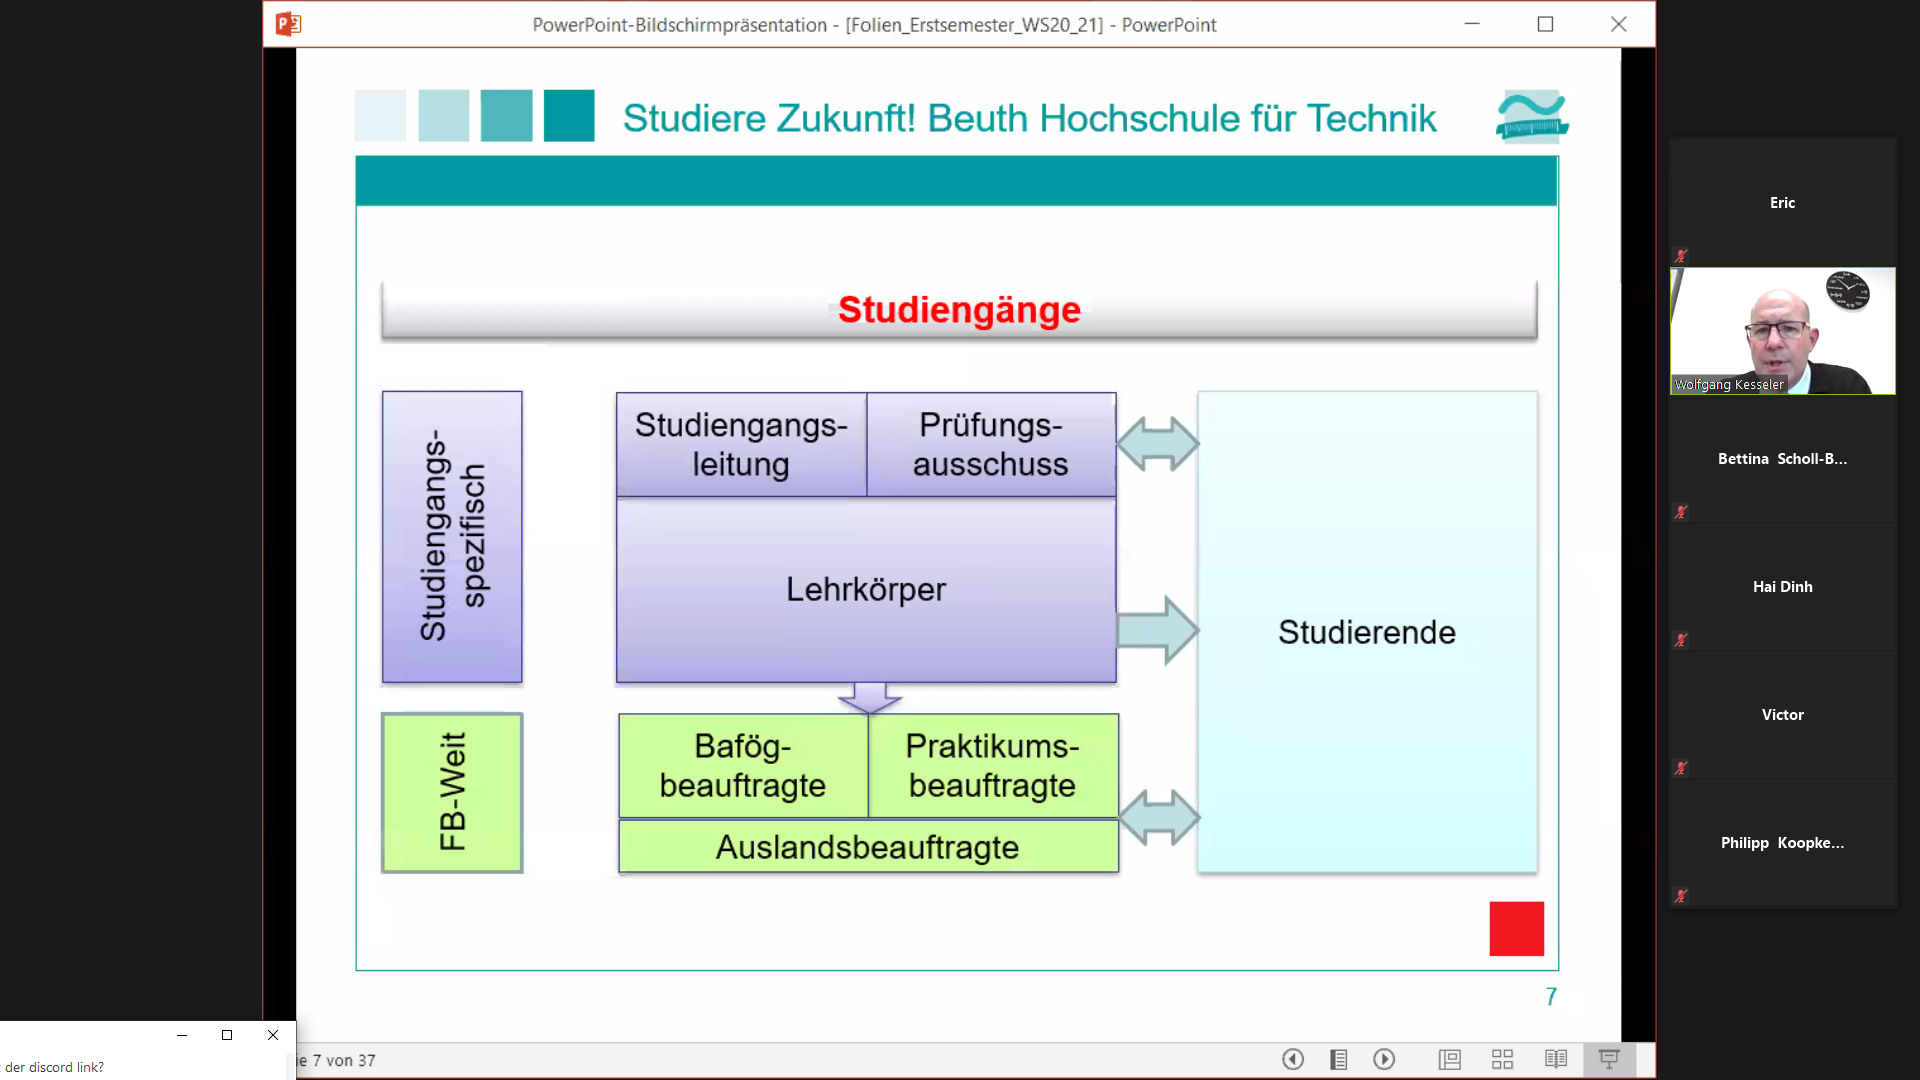 PowerPoint-Bildschirmpräsentation - [Folien_Erstsemester_WS20_21] - PowerPoint
Studiere Zukunft! Beuth Hochschule für Technik
Studiengänge
Studiengangs-
spezifisch
Studiengangs-
leitung
Prüfungs-
ausschuss
Lehrkörper
Studierende
FB-Weit
Bafög-
beauftragte
Praktikums-
beauftragte
Auslandsbeauftragte
7
ie 7 von 37
der discord link?
Eric
Wolfgang Kesseler
Bettina Scholl-B...
Hai Dinh
Victor
Philipp Koopke...